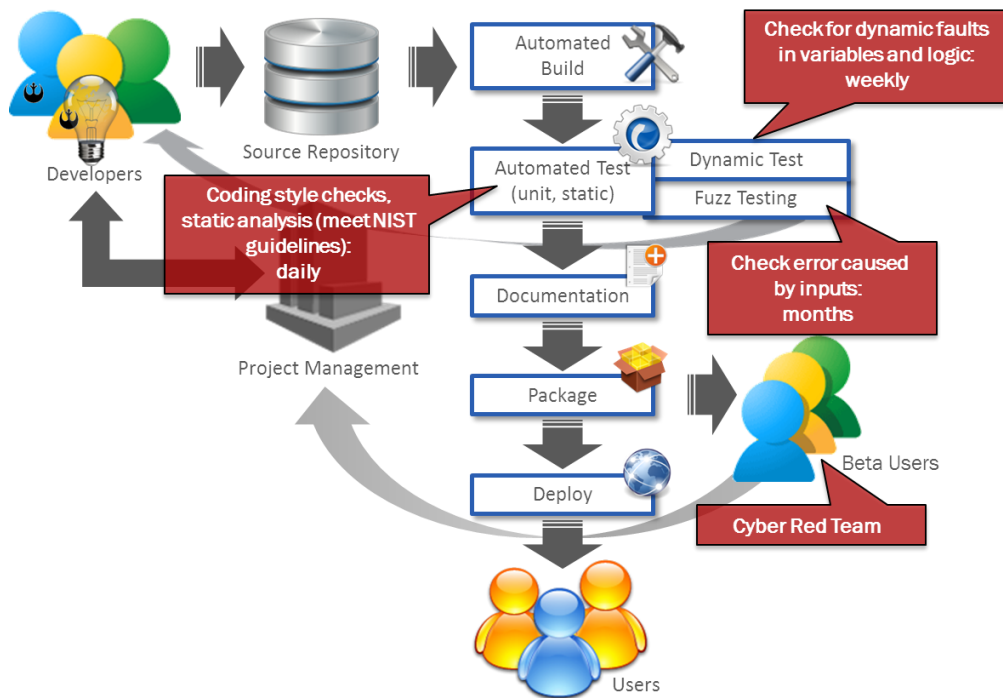 Automated
Build
Check for dynamic faults
in variables and logic:
weekly
Source Repository
Developers
Automated Test
(unit, static)
Dynamic Test
Fuzz Testing
Coding style checks,
static analysis (meet NIST
guidelines):
daily
Check error caused
by inputs:
months
Documentation
Project Management
Package
Beta Users
Deploy
Cyber Red Team
Users